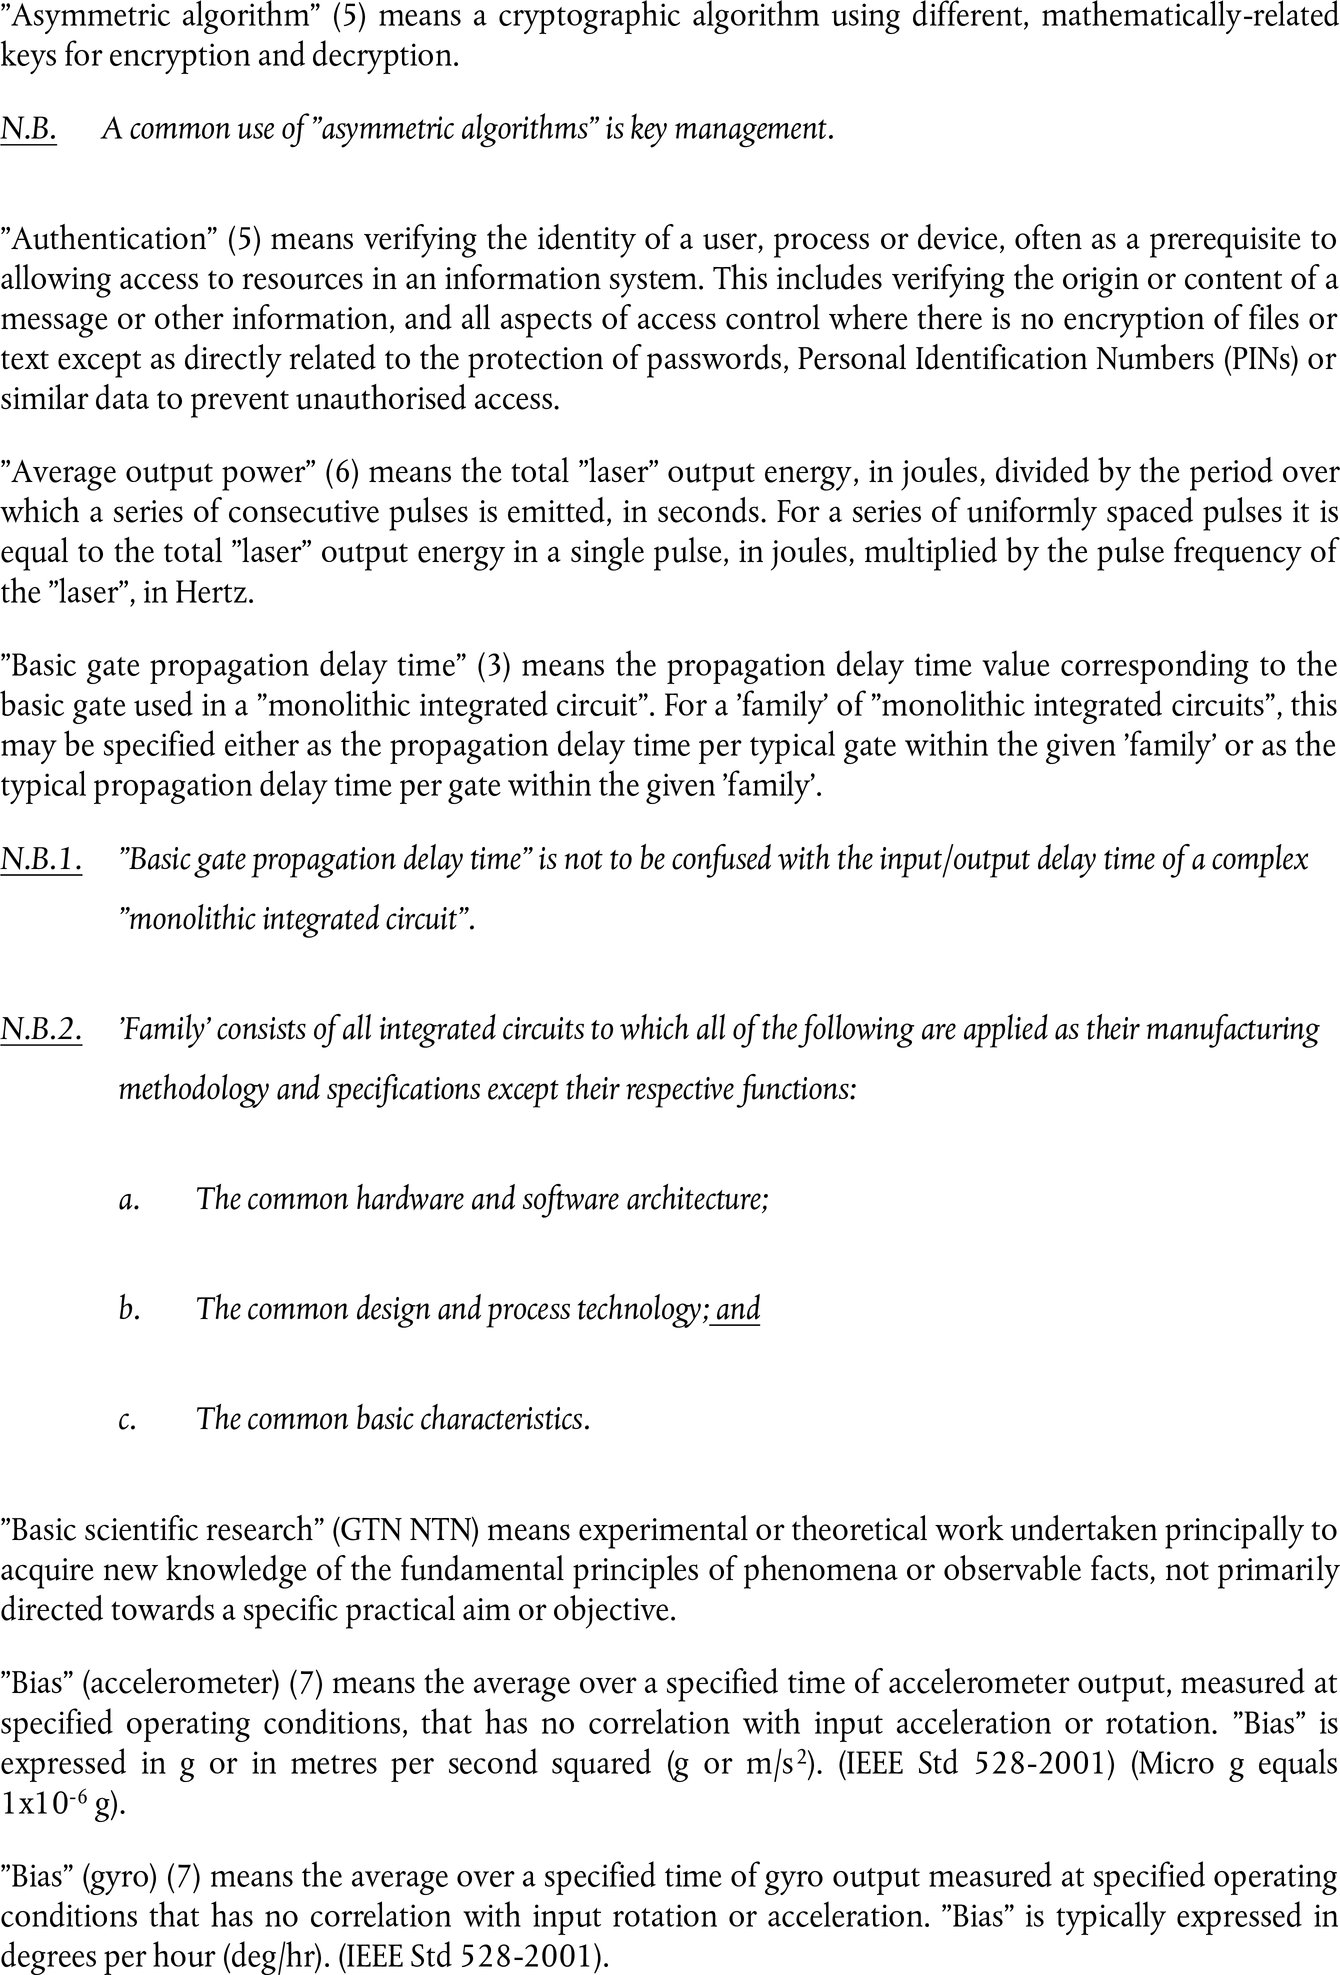 ”Asymmetric algorithm” (5) means a cryptographic algorithm using different, mathematically-related
keys for encryption and decryption.
N.B. A common use of ”asymmetric algorithms” is key management.
”Authentication” (5) means verifying the identity of a user, process or device, often as a prerequisite to
allowing access to resources in an information system. This includes verifying the origin or content of a
message or other information, and all aspects of access control where there is no encryption of files or
text except as directly related to the protection of passwords, Personal Identification Numbers (PINs) or
similar data to prevent unauthorised access.
”Average output power” (6) means the total ”laser” output energy, in joules, divided by the period over
which a series of consecutive pulses is emitted, in seconds. For a series of uniformly spaced pulses it is
equal to the total ”laser” output energy in a single pulse, in joules, multiplied by the pulse frequency of
the ”laser”, in Hertz.
”Basic gate propagation delay time” (3) means the propagation delay time value corresponding to the
basic gate used in a ”monolithic integrated circuit”. For a ’family’ of ”monolithic integrated circuits”, this
may be specified either as the propagation delay time per typical gate within the given ’family’ or as the
typical propagation delay time per gate within the given ’family’.
N.B.1. ”Basic gate propagation delay time” is not to be confused with the input/output delay time of a complex
”monolithic integrated circuit”.
N.B.2. ’Family’ consists of all integrated circuits to which all of the following are applied as their manufacturing
methodology and specifications except their respective functions:
a. The common hardware and software architecture;
b. The common design and process technology; and
c. The common basic characteristics.
”Basic scientific research” (GTN NTN) means experimental or theoretical work undertaken principally to
acquire new knowledge of the fundamental principles of phenomena or observable facts, not primarily
directed towards a specific practical aim or objective.
”Bias” (accelerometer) (7) means the average over a specified time of accelerometer output, measured at
specified operating conditions, that has no correlation with input acceleration or rotation. ”Bias” is
expressed in g or in metres per second squared (g or m/s²). (IEEE Std 528-2001) (Micro g equals
1x10⁻⁶ g).
”Bias” (gyro) (7) means the average over a specified time of gyro output measured at specified operating
conditions that has no correlation with input rotation or acceleration. ”Bias” is typically expressed in
degrees per hour (deg/hr). (IEEE Std 528-2001).